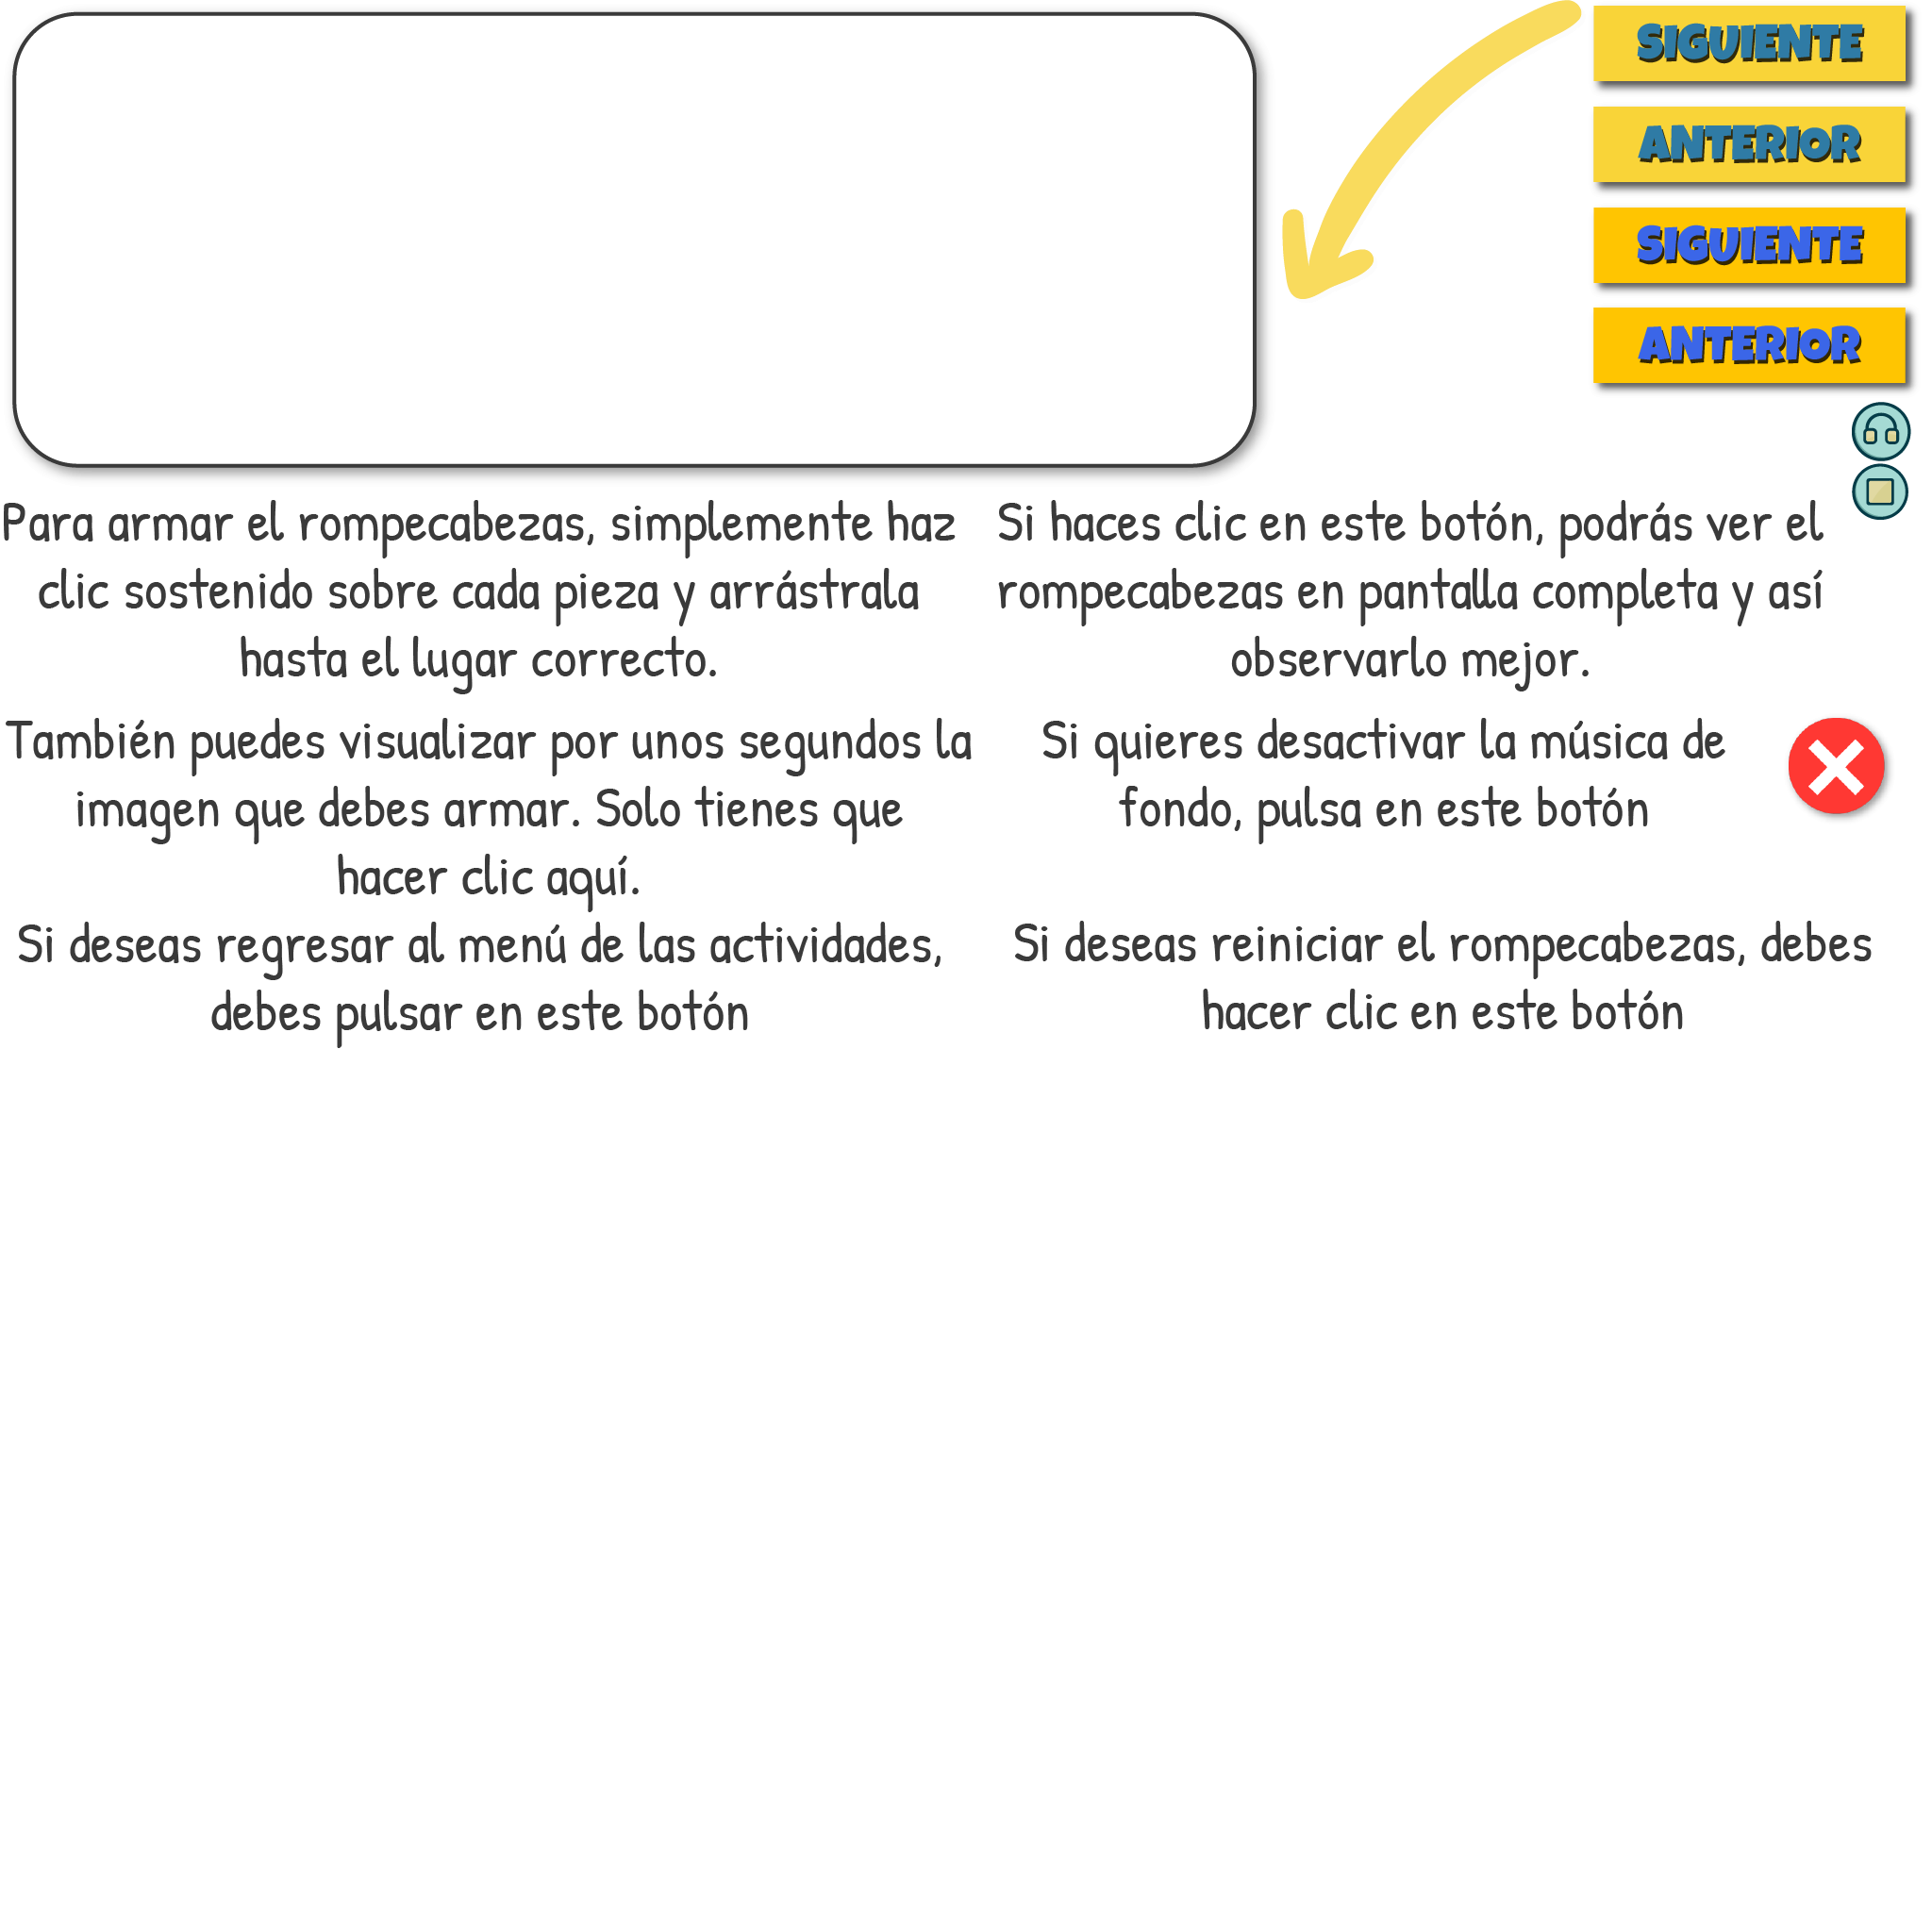 SIGUIENTE
ANTERIOR
SIGUIENTE
ANTERIOR
Para armar el rompecabezas, simplemente haz
clic sostenido sobre cada pieza y arrástrala
hasta el lugar correcto.
Si haces clic en este botón, podrás ver el
rompecabezas en pantalla completa y así
observarlo mejor.
También puedes visualizar por unos segundos la
imagen que debes armar. Solo tienes que
hacer clic aquí.
Si quieres desactivar la música de
fondo, pulsa en este botón
Si deseas regresar al menú de las actividades,
debes pulsar en este botón
Si deseas reiniciar el rompecabezas, debes
hacer clic en este botón